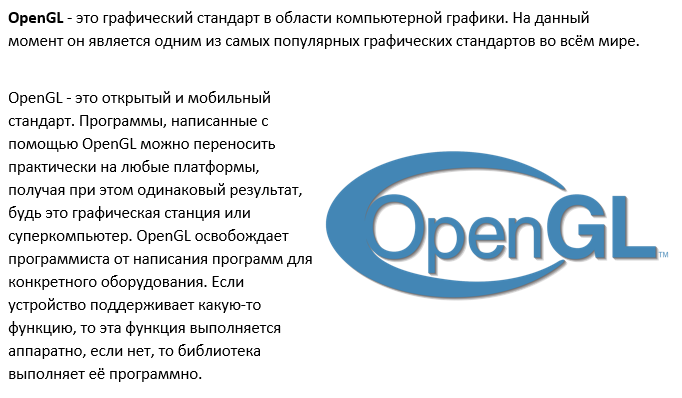 OpenGL - это графический стандарт в области компьютерной графики. На данный
момент он является одним из самых популярных графических стандартов во всём мире.
OpenGL - это открытый и мобильный
стандарт. Программы, написанные с
помощью OpenGL можно переносить
практически на любые платформы,
получая при этом одинаковый результат,
будь это графическая станция или
суперкомпьютер. OpenGL освобождает
программиста от написания программ для
конкретного оборудования. Если
устройство поддерживает какую-то
функцию, то эта функция выполняется
аппаратно, если нет, то библиотека
выполняет её программно.
OpenGL™